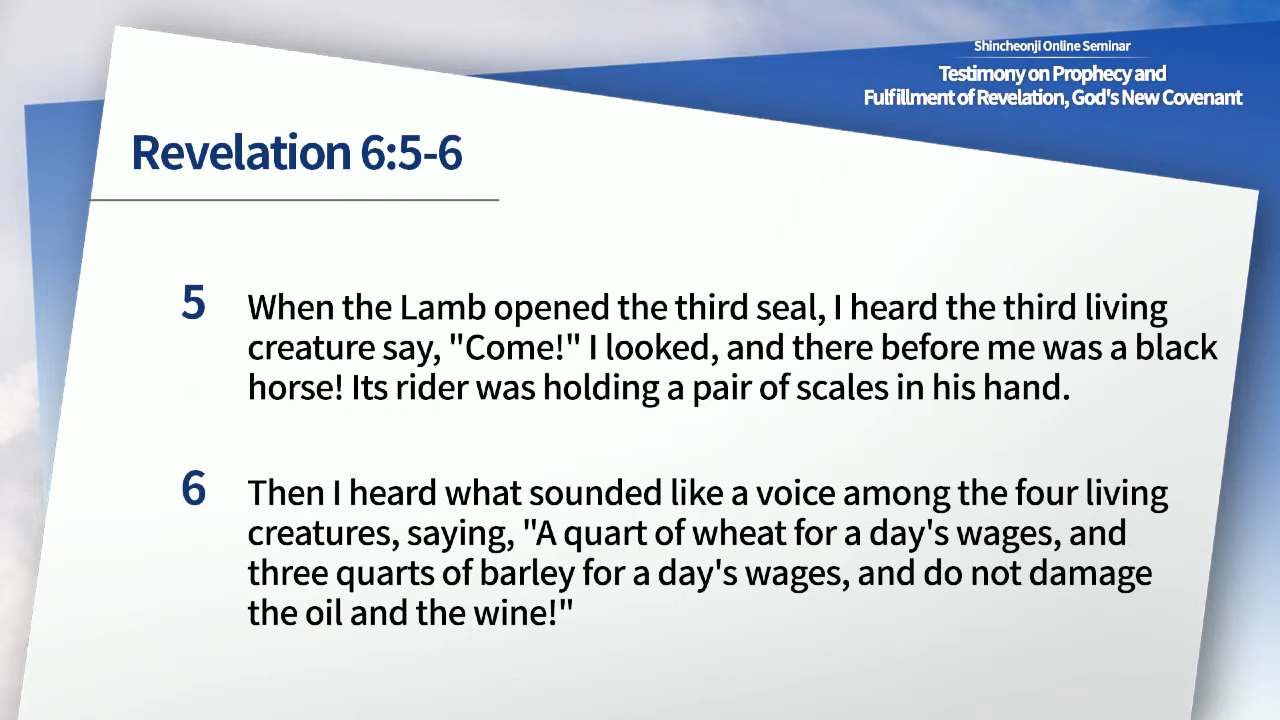 Shincheonji Online Seminar
Testimony on Prophecy and
Fulfillment of Revelation, God's New Covenant
Revelation 6:5-6
5 When the Lamb opened the third seal, I heard the third living
creature say, "Come!" I looked, and there before me was a black
horse! Its rider was holding a pair of scales in his hand.
6 Then I heard what sounded like a voice among the four living
creatures, saying, "A quart of wheat for a day's wages, and
three quarts of barley for a day's wages, and do not damage
the oil and the wine!"